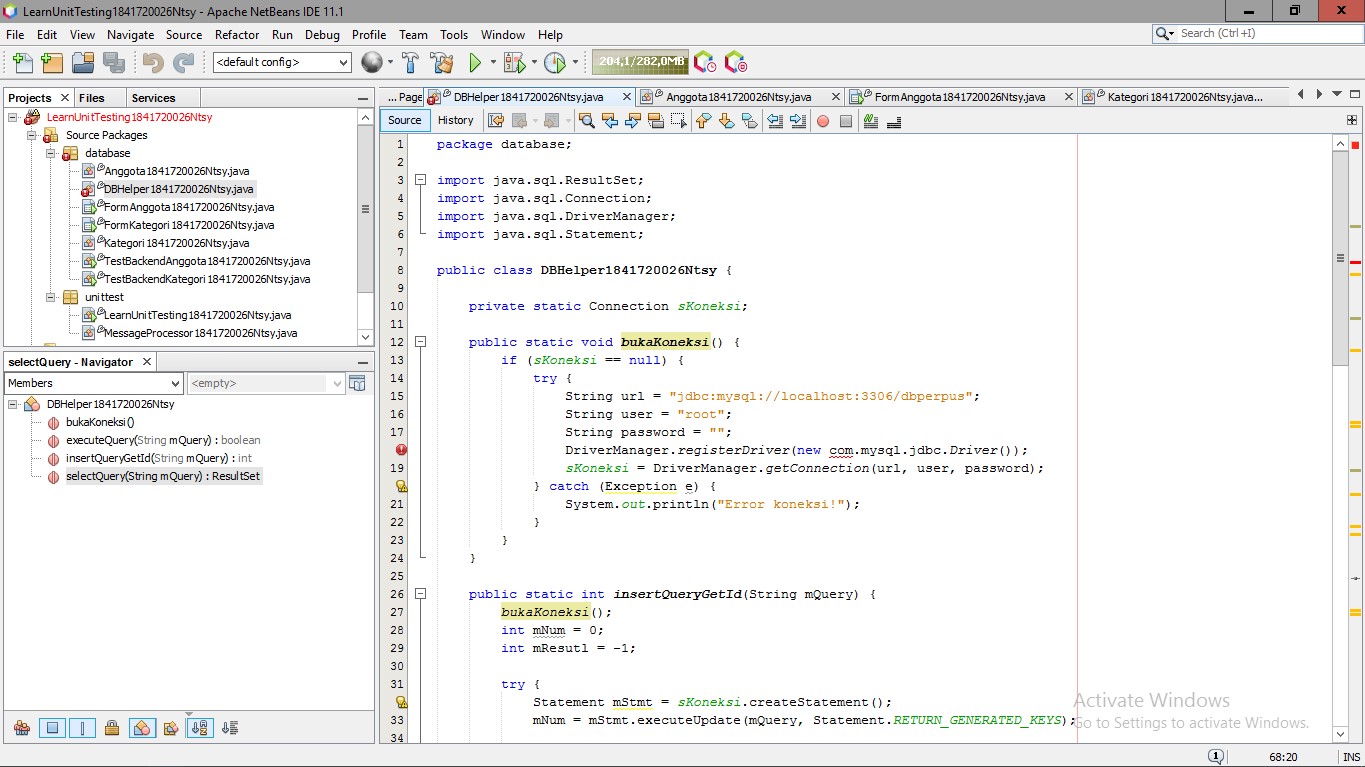 LearnUnitTesting1841720026Ntsy - Apache NetBeans IDE 11.1
File Edit View Navigate Source Refactor Run Debug Profile Team Tools Window Help
Search (Ctrl+I)
<default config>
204,1/282,0MB
Projects Files Services
LearnUnitTesting1841720026Ntsy
Source Packages
database
Anggota1841720026Ntsy.java
DBHelper1841720026Ntsy.java
FormAnggota1841720026Ntsy.java
FormKategori1841720026Ntsy.java
Kategori1841720026Ntsy.java
TestBackendAnggota1841720026Ntsy.java
TestBackendKategori1841720026Ntsy.java
unittest
LearnUnitTesting1841720026Ntsy.java
MessageProcessor1841720026Ntsy.java
selectQuery - Navigator
Members
<empty>
DBHelper1841720026Ntsy
bukaKoneksi()
executeQuery(String mQuery) : boolean
insertQueryGetId(String mQuery) : int
selectQuery(String mQuery) : ResultSet
... Page DBHelper1841720026Ntsy.java Anggota1841720026Ntsy.java FormAnggota1841720026Ntsy.java Kategori1841720026Ntsy.java...
Source History
1 package database;
2
3 import java.sql.ResultSet;
4 import java.sql.Connection;
5 import java.sql.DriverManager;
6 import java.sql.Statement;
7
8 public class DBHelper1841720026Ntsy {
9
10 private static Connection sKoneksi;
11
12 public static void bukaKoneksi() {
13 if (sKoneksi == null) {
14 try {
15 String url = "jdbc:mysql://localhost:3306/dbperpus";
16 String user = "root";
17 String password = "";
DriverManager.registerDriver(new com.mysql.jdbc.Driver());
19 sKoneksi = DriverManager.getConnection(url, user, password);
} catch (Exception e) {
21 System.out.println("Error koneksi!");
22 }
23 }
24 }
25
26 public static int insertQueryGetId(String mQuery) {
27 bukaKoneksi();
28 int mNum = 0;
29 int mResutl = -1;
30
31 try {
Statement mStmt = sKoneksi.createStatement();
33 mNum = mStmt.executeUpdate(mQuery, Statement.RETURN_GENERATED_KEYS);
34
Activate Windows
Go to Settings to activate Windows.
1 68:20 INS